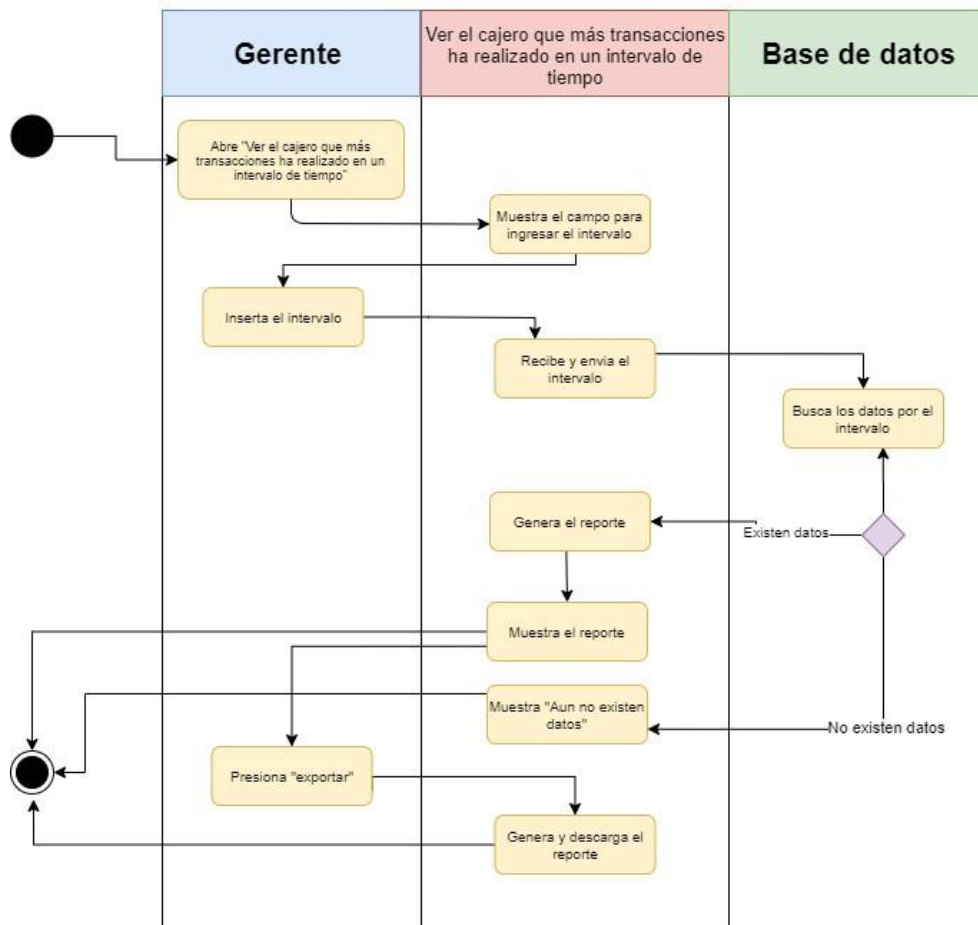 Gerente
Ver el cajero que más transacciones
ha realizado en un intervalo de
tiempo
Base de datos
Abre "Ver el cajero que más
transacciones ha realizado en un
intervalo de tiempo"
Muestra el campo para
ingresar el intervalo
Inserta el intervalo
Recibe y envia el
intervalo
Busca los datos por el
intervalo
Genera el reporte
Existen datos
Muestra el reporte
Muestra "Aun no existen
datos"
No existen datos
Presiona "exportar"
Genera y descarga el
reporte